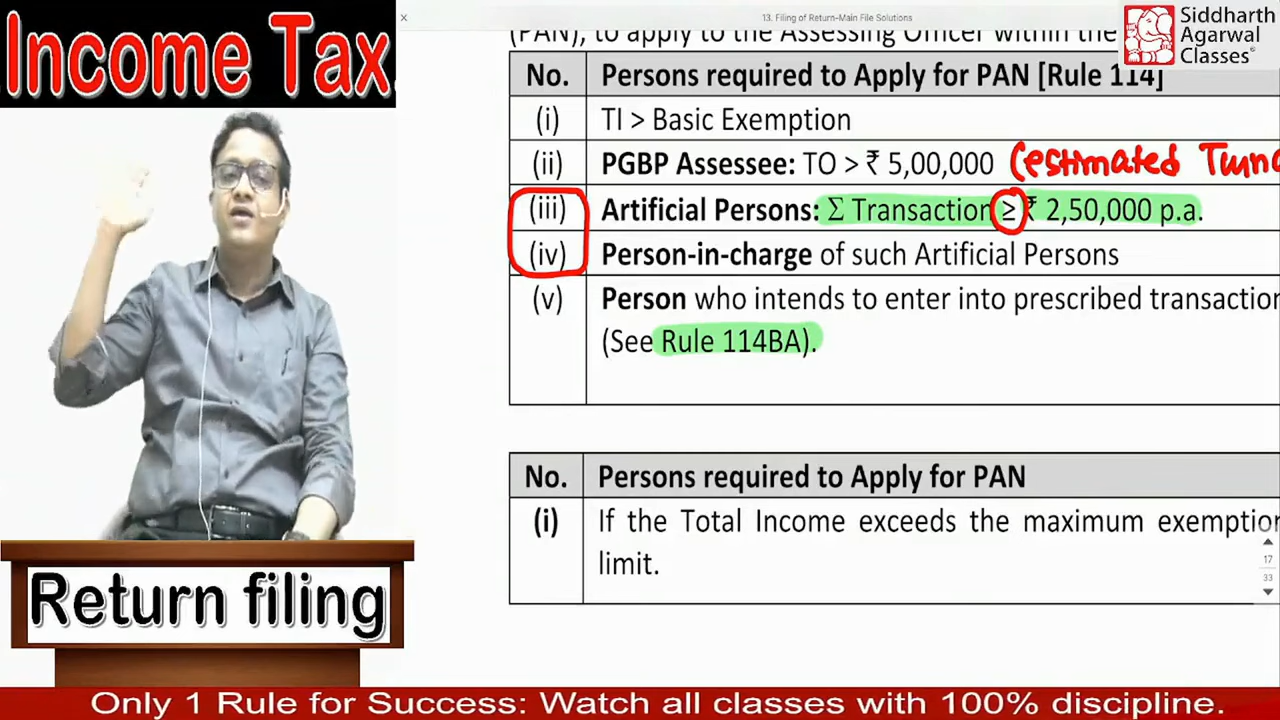 Income Tax.
13. Filing of Return-Main File Solutions
Siddharth
Agarwal
Classes
(PAN), to apply to the Assessing Officer within the
No. Persons required to Apply for PAN [Rule 114]
(i) TI > Basic Exemption
(ii) PGBP Assessee: TO > ₹ 5,00,000 (estimated
(iii) Artificial Persons: Σ Transaction ≥ ₹ 2,50,000 p.a.
(iv) Person-in-charge of such Artificial Persons
(v) Person who intends to enter into prescribed transaction
(See Rule 114BA).
No. Persons required to Apply for PAN
(i) If the Total Income exceeds the maximum exemption
limit.
17
33
Return filing
Only 1 Rule for Success: Watch all classes with 100% discipline.